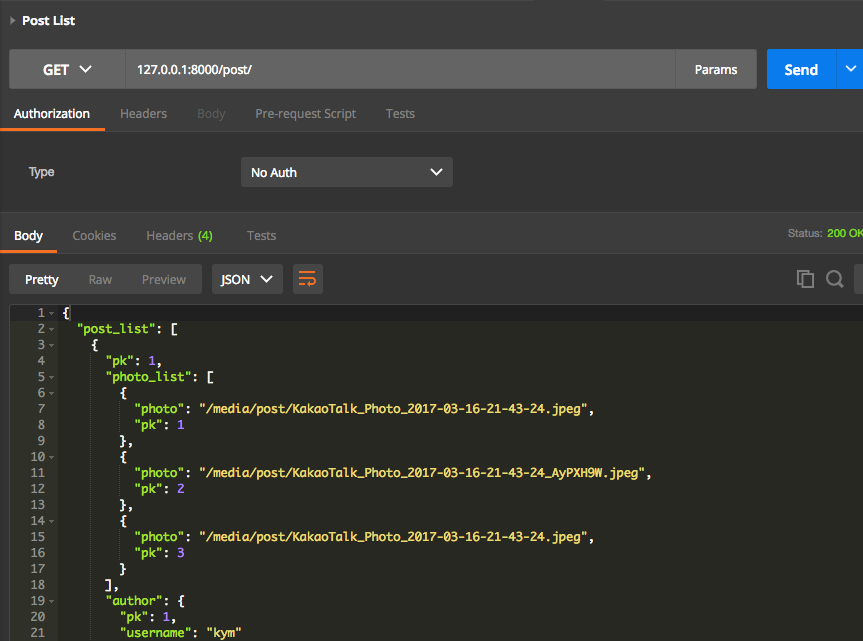 Post List
GET 127.0.0.1:8000/post/ Params Send
Authorization Headers Body Pre-request Script Tests
Type No Auth
Body Cookies Headers (4) Tests Status: 200 OK
Pretty Raw Preview JSON
1 {
2 "post_list": [
3 {
4 "pk": 1,
5 "photo_list": [
6 {
7 "photo": "/media/post/KakaoTalk_Photo_2017-03-16-21-43-24.jpeg",
8 "pk": 1
9 },
10 {
11 "photo": "/media/post/KakaoTalk_Photo_2017-03-16-21-43-24_AyPXH9W.jpeg",
12 "pk": 2
13 },
14 {
15 "photo": "/media/post/KakaoTalk_Photo_2017-03-16-21-43-24.jpeg",
16 "pk": 3
17 }
18 ],
19 "author": {
20 "pk": 1,
21 "username": "kym"